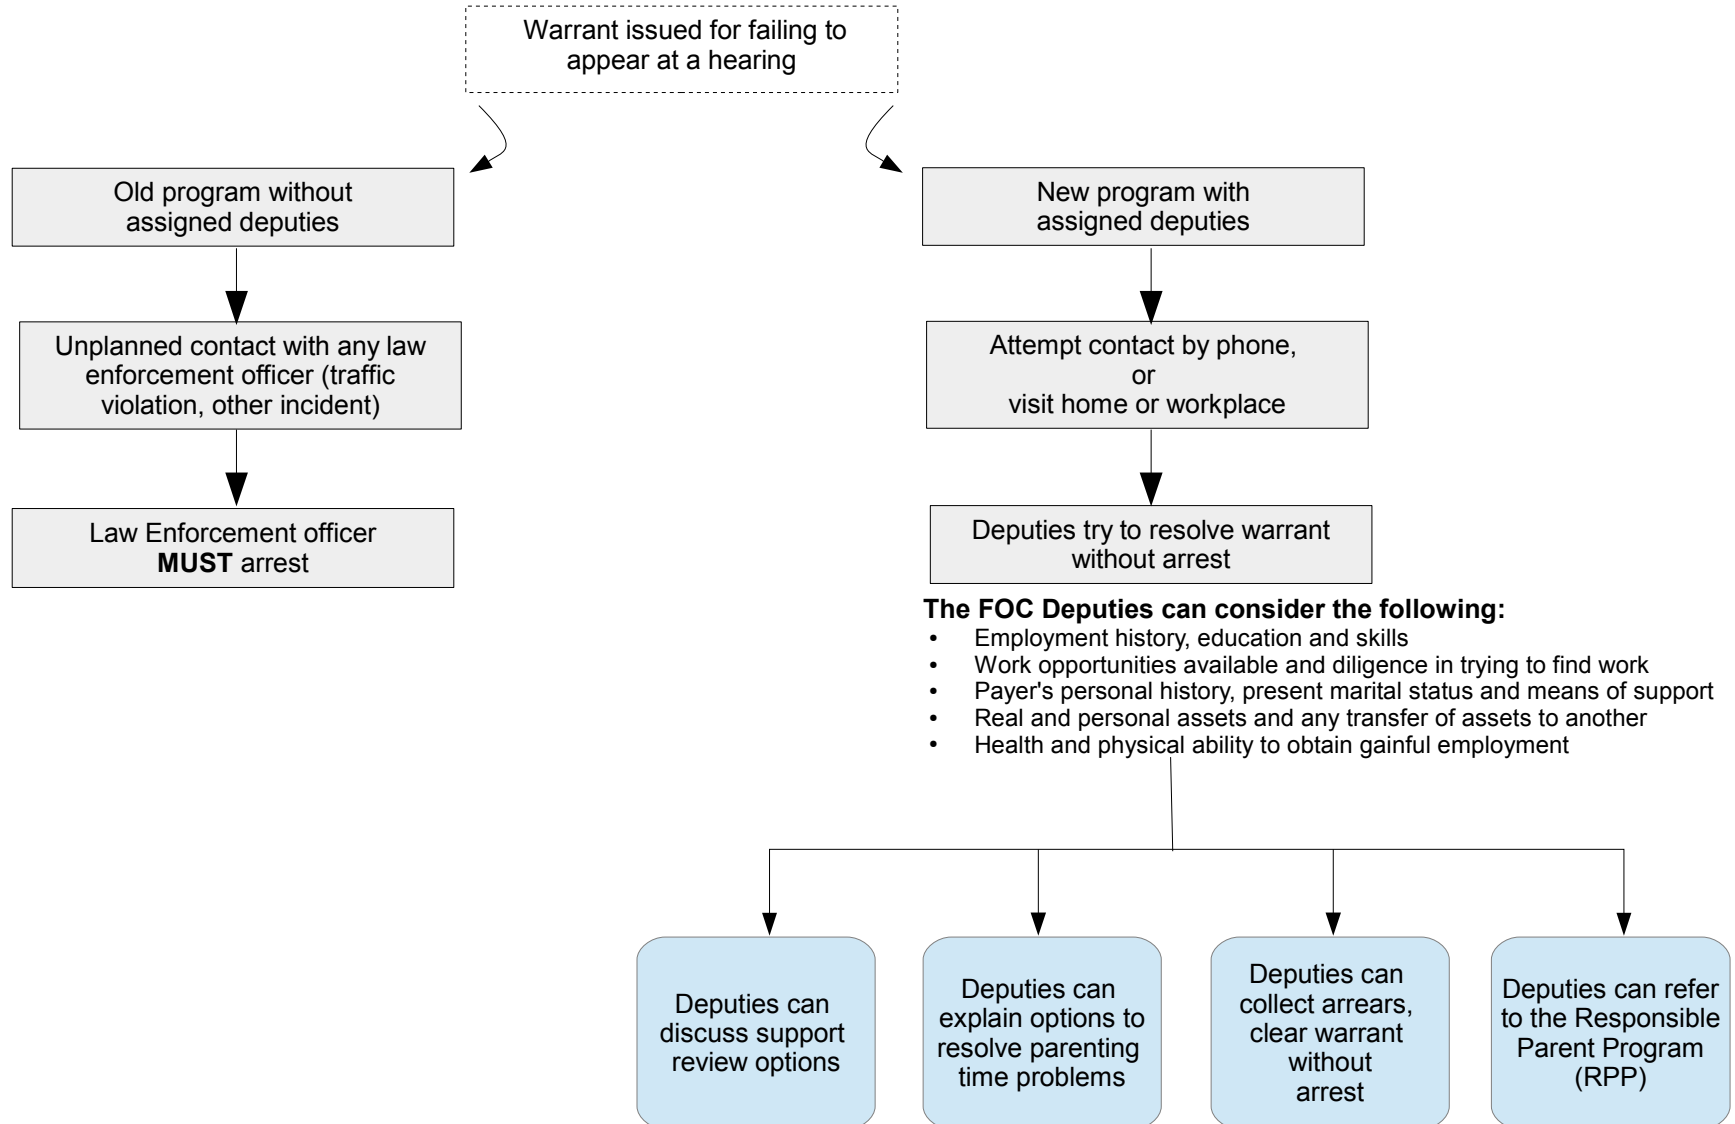 Warrant issued for failing to
appear at a hearing
Old program without
assigned deputies
Unplanned contact with any law
enforcement officer (traffic
violation, other incident)
Law Enforcement officer
MUST arrest
New program with
assigned deputies
Attempt contact by phone,
or
visit home or workplace
Deputies try to resolve warrant
without arrest
The FOC Deputies can consider the following:
• Employment history, education and skills
• Work opportunities available and diligence in trying to find work
• Payer's personal history, present marital status and means of support
• Real and personal assets and any transfer of assets to another
• Health and physical ability to obtain gainful employment
Deputies can
discuss support
review options
Deputies can
explain options to
resolve parenting
time problems
Deputies can
collect arrears,
clear warrant
without
arrest
Deputies can refer
to the Responsible
Parent Program
(RPP)